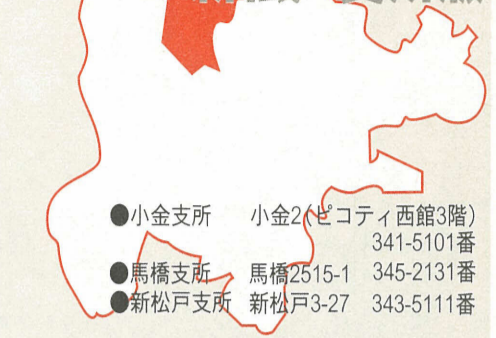 ●小金支所 小金2(ピコティ西館3階)
341-5101番
●馬橋支所 馬橋2515-1 345-2131番
●新松戸支所 新松戸3-27 343-5111番